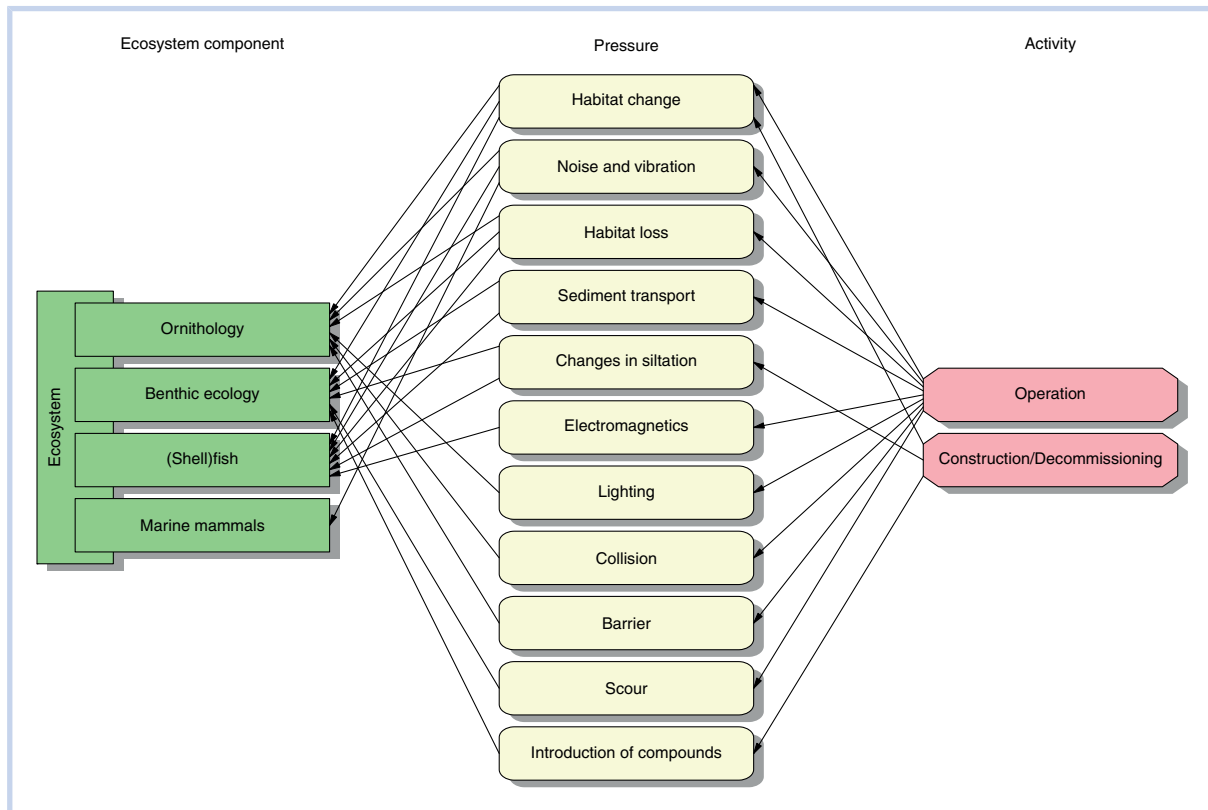 Ecosystem component
Pressure
Activity
Habitat change
Noise and vibration
Habitat loss
Sediment transport
Changes in siltation
Electromagnetics
Lighting
Collision
Barrier
Scour
Introduction of compounds
Ecosystem
Ornithology
Benthic ecology
(Shell)fish
Marine mammals
Operation
Construction/Decommissioning